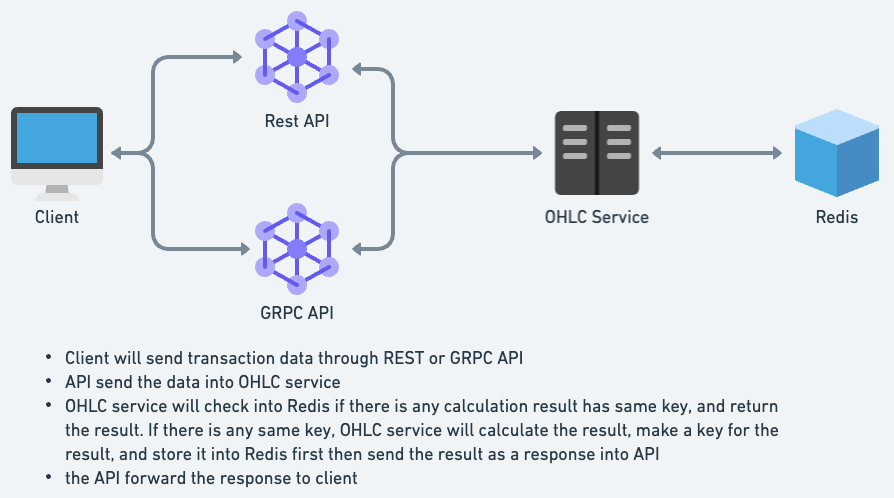 Rest API
Client
OHLC Service
Redis
GRPC API
• Client will send transaction data through REST or GRPC API
• API send the data into OHLC service
• OHLC service will check into Redis if there is any calculation result has same key, and return
the result. If there is any same key, OHLC service will calculate the result, make a key for the
result, and store it into Redis first then send the result as a response into API
• the API forward the response to client